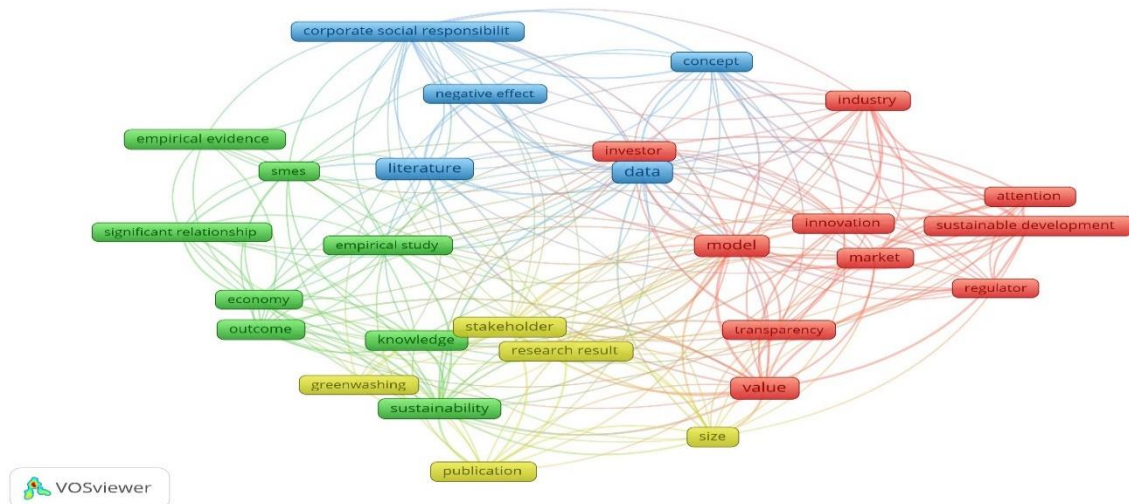 corporate social responsibilit
concept
negative effect
industry
empirical evidence
investor
smes
literature
data
attention
innovation
sustainable development
significant relationship
empirical study
model
market
regulator
economy
outcome
stakeholder
transparency
knowledge
research result
greenwashing
value
sustainability
size
publication
VOSviewer